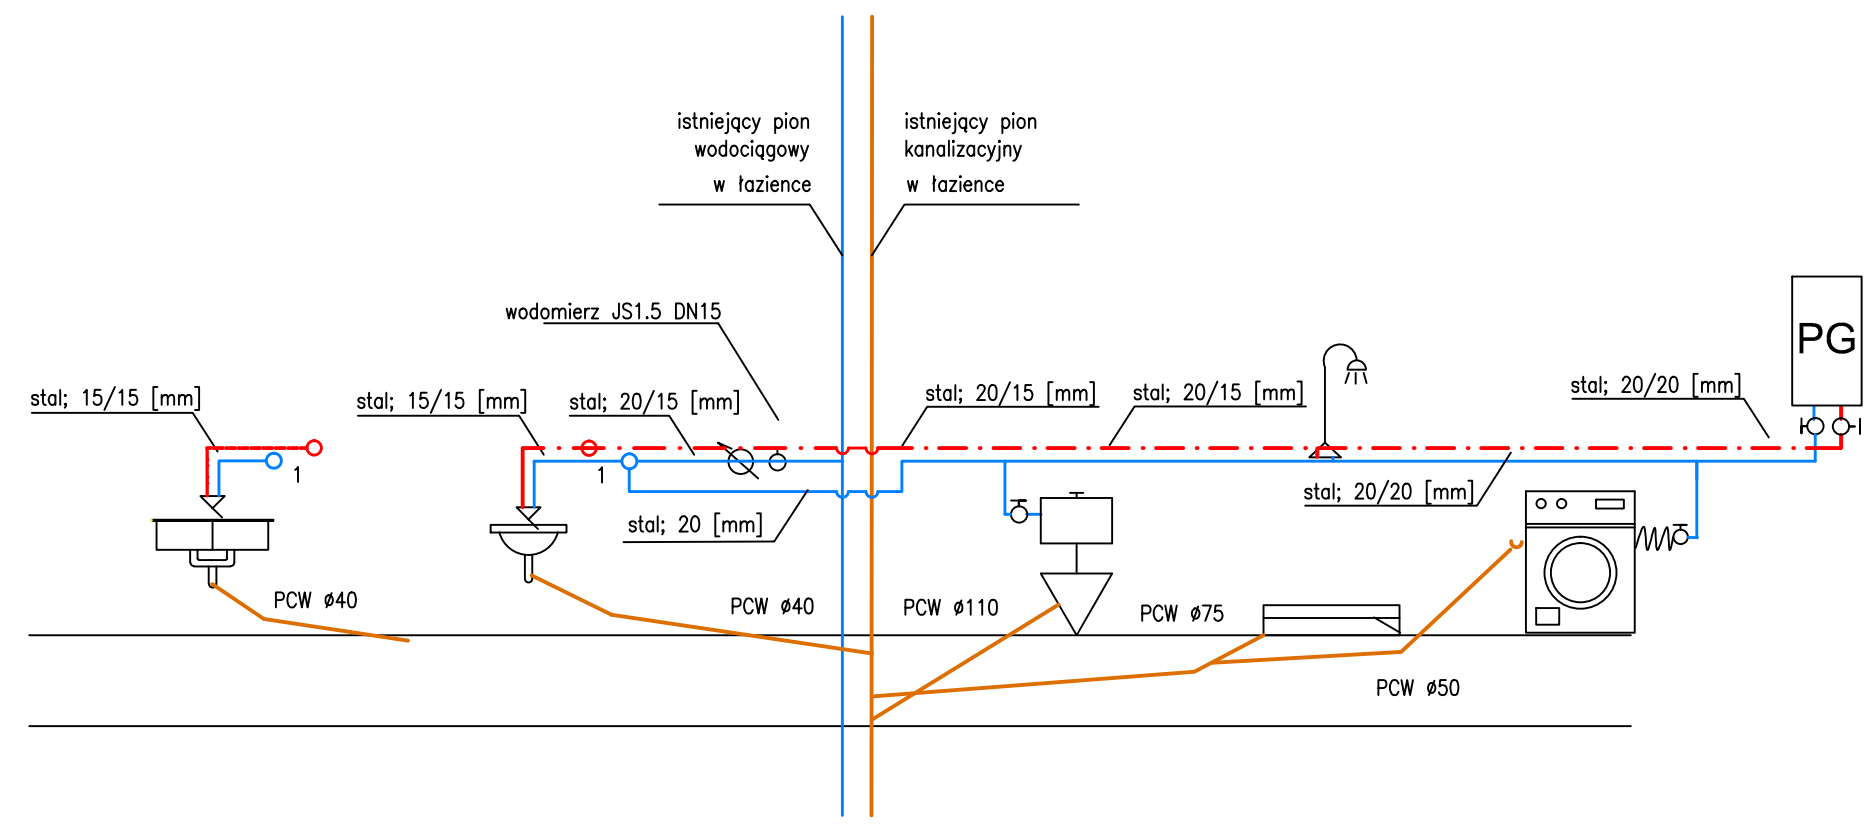 istniejący pion
wodociągowy
w łazience
istniejący pion
kanalizacyjny
w łazience
wodomierz JS1.5 DN15
PG
stal; 15/15 [mm]
stal; 15/15 [mm]
stal; 20/15 [mm]
stal; 20/15 [mm]
stal; 20/15 [mm]
stal; 20/20 [mm]
1
1
stal; 20 [mm]
stal; 20/20 [mm]
PCW ø40
PCW ø40
PCW ø110
PCW ø75
PCW ø50